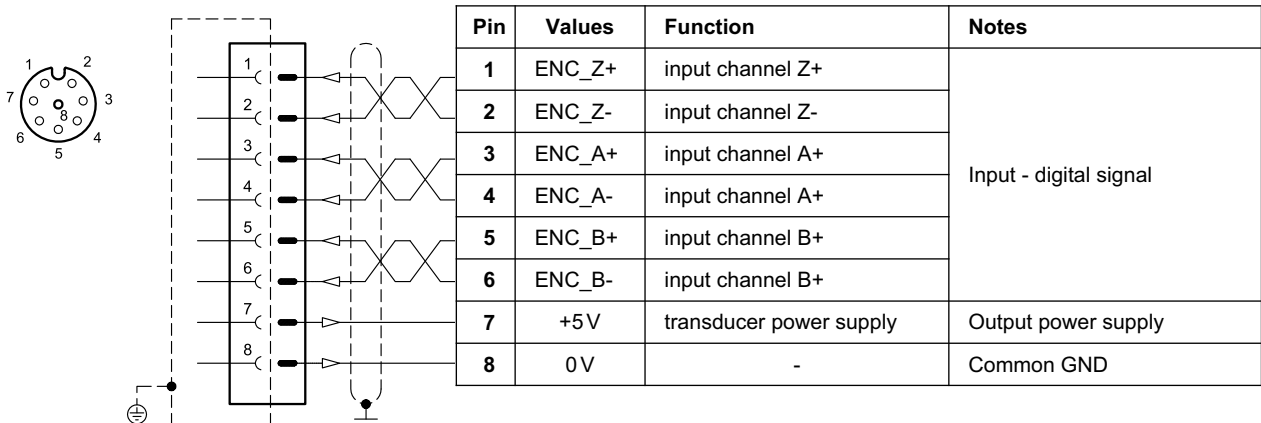 1 2
7 3
8
6 4
5
1
2
3
4
5
6
7
8
Pin Values Function Notes
1 ENC_Z+ input channel Z+
2 ENC_Z- input channel Z-
3 ENC_A+ input channel A+
Input - digital signal
4 ENC_A- input channel A+
5 ENC_B+ input channel B+
6 ENC_B- input channel B+
7 +5V transducer power supply Output power supply
8 0V - Common GND